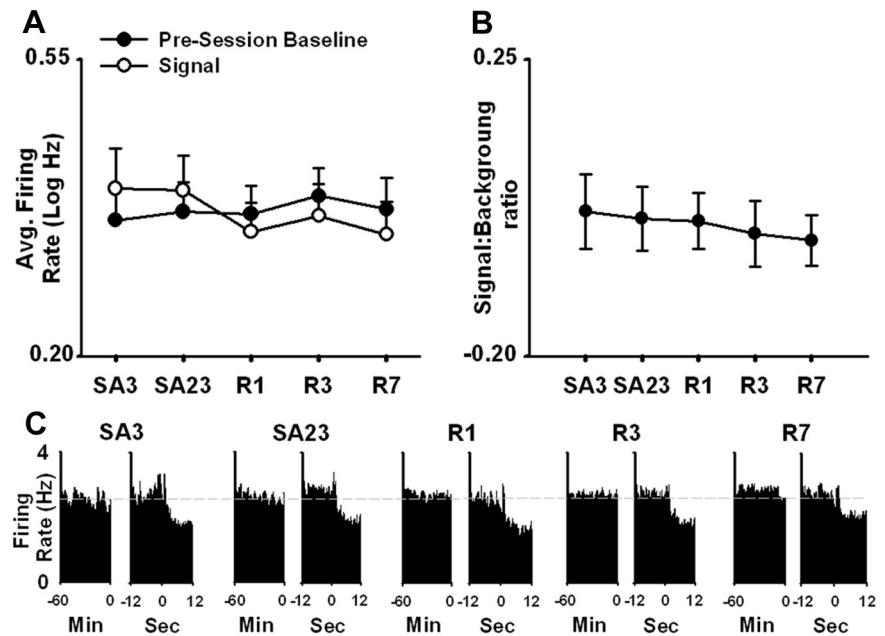 A
Pre-Session Baseline
Signal
0.55
Avg. Firing
Rate (Log Hz)
0.20
SA3 SA23 R1 R3 R7
B
0.25
Signal:Backgroung
ratio
-0.20
SA3 SA23 R1 R3 R7
C
SA3 SA23 R1 R3 R7
4
Firing
Rate (Hz)
0
-60 0 -12 0 12 -60 0 -12 0 12 -60 0 -12 0 12 -60 0 -12 0 12 -60 0 -12 0 12
Min Sec Min Sec Min Sec Min Sec Min Sec